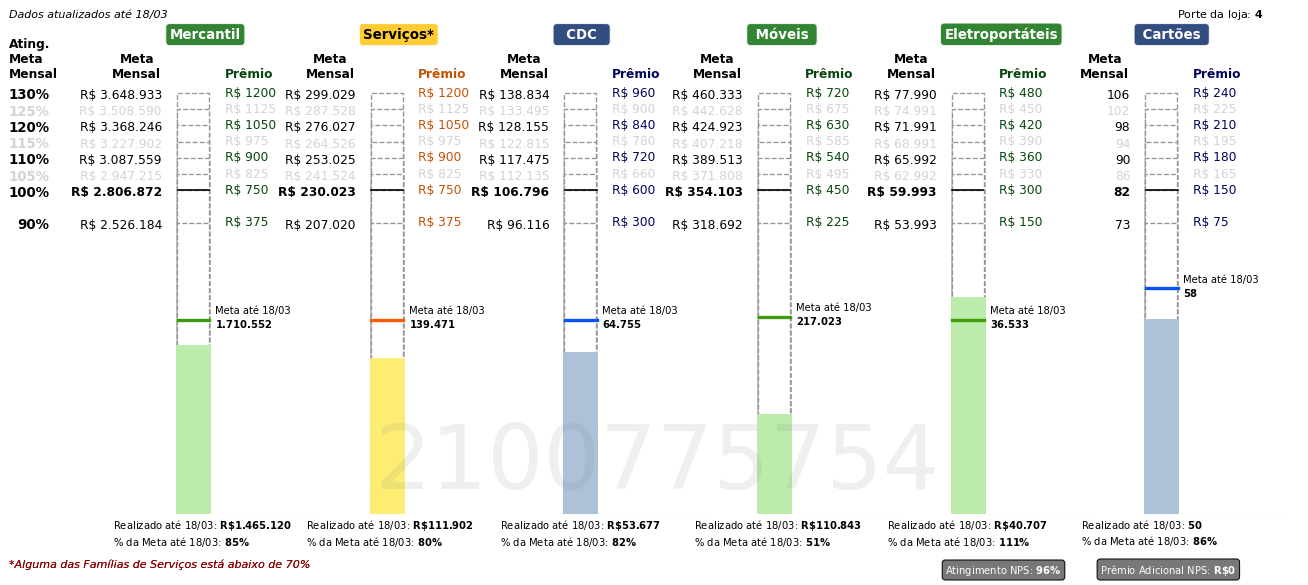 Dados atualizados até 18/03 Porte da loja: 4
Mercantil Serviços* CDC Móveis Eletroportáteis Cartões
Ating.
Meta Meta Meta Meta Meta Meta Meta
Mensal Mensal Prêmio Mensal Prêmio Mensal Prêmio Mensal Prêmio Mensal Prêmio Mensal Prêmio
130% R$ 3.648.933 R$ 1200 R$ 299.029 R$ 1200 R$ 138.834 R$ 960 R$ 460.333 R$ 720 R$ 77.990 R$ 480 106 R$ 240
125% R$ 3.508.590 R$ 1125 R$ 287.528 R$ 1125 R$ 133.495 R$ 900 R$ 442.628 R$ 675 R$ 74.991 R$ 450 102 R$ 225
120% R$ 3.368.246 R$ 1050 R$ 276.027 R$ 1050 R$ 128.155 R$ 840 R$ 424.923 R$ 630 R$ 71.991 R$ 420 98 R$ 210
115% R$ 3.227.902 R$ 975 R$ 264.526 R$ 975 R$ 122.815 R$ 780 R$ 407.218 R$ 585 R$ 68.991 R$ 390 94 R$ 195
110% R$ 3.087.559 R$ 900 R$ 253.025 R$ 900 R$ 117.475 R$ 720 R$ 389.513 R$ 540 R$ 65.992 R$ 360 90 R$ 180
105% R$ 2.947.215 R$ 825 R$ 241.524 R$ 825 R$ 112.135 R$ 660 R$ 371.808 R$ 495 R$ 62.992 R$ 330 86 R$ 165
100% R$ 2.806.872 R$ 750 R$ 230.023 R$ 750 R$ 106.796 R$ 600 R$ 354.103 R$ 450 R$ 59.993 R$ 300 82 R$ 150
90% R$ 2.526.184 R$ 375 R$ 207.020 R$ 375 R$ 96.116 R$ 300 R$ 318.692 R$ 225 R$ 53.993 R$ 150 73 R$ 75
Meta até 18/03
58
Meta até 18/03 Meta até 18/03 Meta até 18/03 Meta até 18/03 Meta até 18/03
1.710.552 139.471 64.755 217.023 36.533
21007775754
Realizado até 18/03: R$1.465.120 Realizado até 18/03: R$111.902 Realizado até 18/03: R$53.677 Realizado até 18/03: R$110.843 Realizado até 18/03: R$40.707 Realizado até 18/03: 50
% da Meta até 18/03: 85% % da Meta até 18/03: 80% % da Meta até 18/03: 82% % da Meta até 18/03: 51% % da Meta até 18/03: 111% % da Meta até 18/03: 86%
*Alguma das Famílias de Serviços está abaixo de 70% Atingimento NPS: 96% Prêmio Adicional NPS: R$0